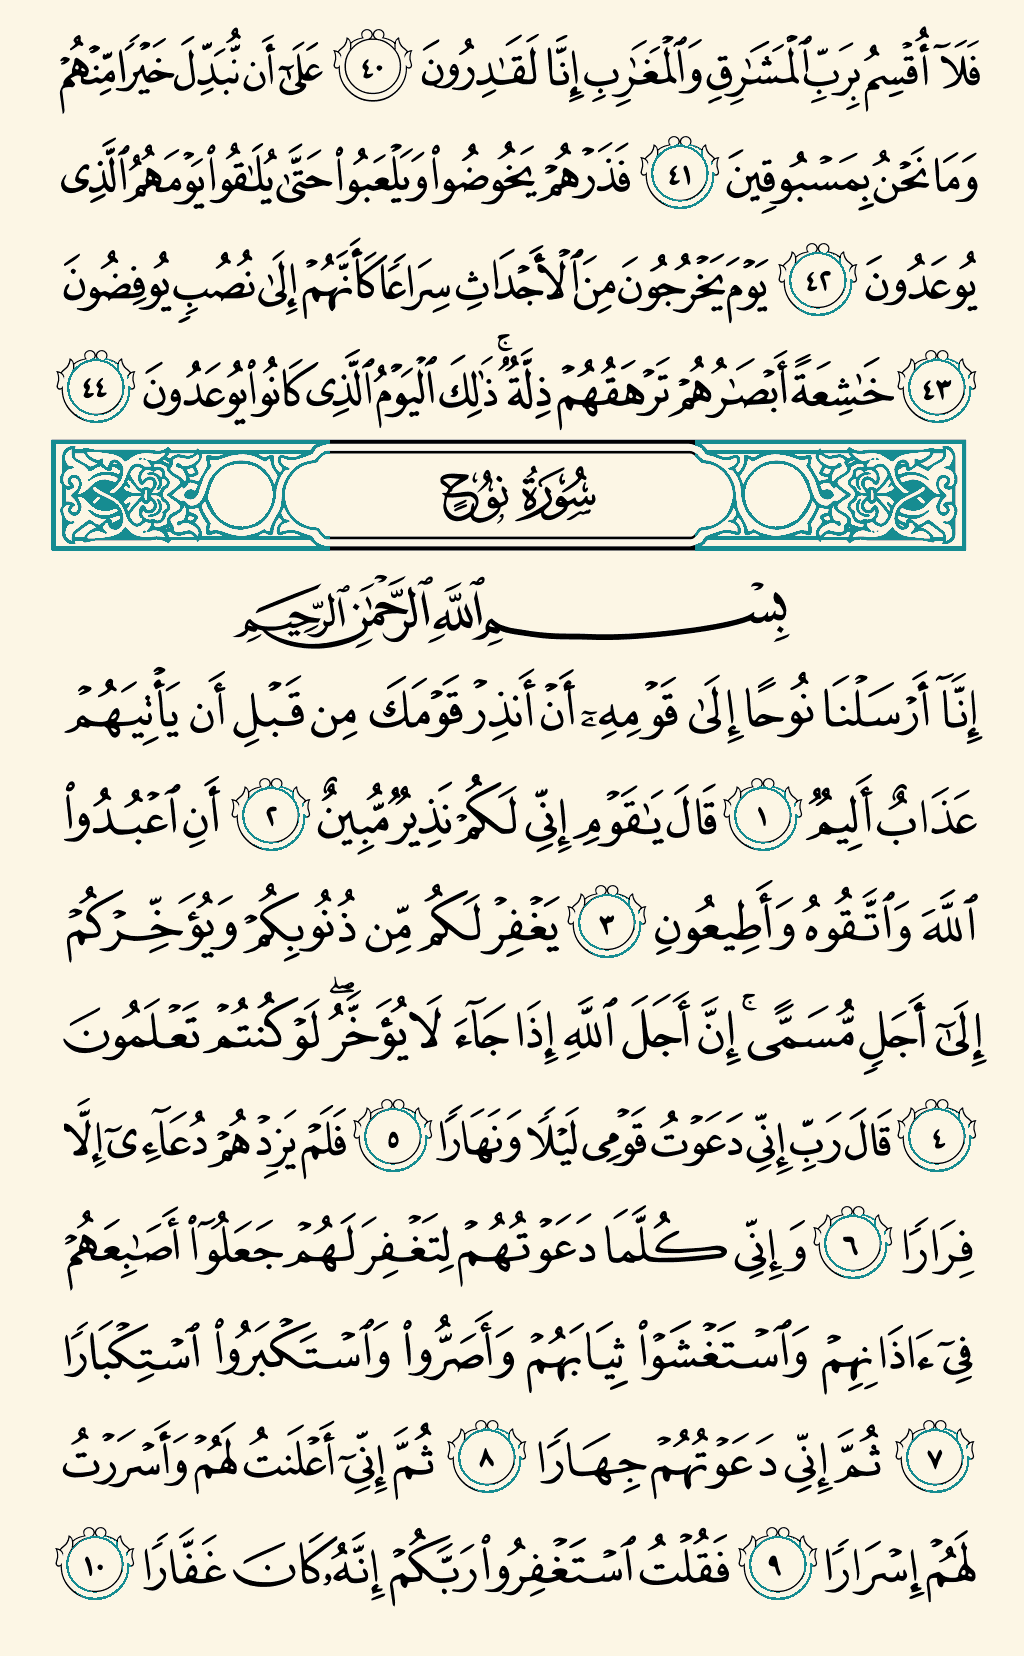 فَلَآ أُقۡسِمُ بِرَبِّ ٱلۡمَشَٰرِقِ وَٱلۡمَغَٰرِبِ إِنَّا لَقَٰدِرُونَ ٤٠ عَلَىٰٓ أَن نُّبَدِّلَ خَيۡرٗا مِّنۡهُمۡ
وَمَا نَحۡنُ بِمَسۡبُوقِينَ ٤١ فَذَرۡهُمۡ يَخُوضُواْ وَيَلۡعَبُواْ حَتَّىٰ يُلَٰقُواْ يَوۡمَهُمُ ٱلَّذِي
يُوعَدُونَ ٤٢ يَوۡمَ يَخۡرُجُونَ مِنَ ٱلۡأَجۡدَاثِ سِرَاعٗا كَأَنَّهُمۡ إِلَىٰ نُصُبٖ يُوفِضُونَ
٤٣ خَٰشِعَةً أَبۡصَٰرُهُمۡ تَرۡهَقُهُمۡ ذِلَّةٞۚ ذَٰلِكَ ٱلۡيَوۡمُ ٱلَّذِي كَانُواْ يُوعَدُونَ ٤٤
سُورَةُ نُوحٍ
بِسۡمِ ٱللَّهِ ٱلرَّحۡمَٰنِ ٱلرَّحِيمِ
إِنَّآ أَرۡسَلۡنَا نُوحًا إِلَىٰ قَوۡمِهِۦٓ أَنۡ أَنذِرۡ قَوۡمَكَ مِن قَبۡلِ أَن يَأۡتِيَهُمۡ
عَذَابٌ أَلِيمٞ ١ قَالَ يَٰقَوۡمِ إِنِّي لَكُمۡ نَذِيرٞ مُّبِينٌ ٢ أَنِ ٱعۡبُدُواْ
ٱللَّهَ وَٱتَّقُوهُ وَأَطِيعُونِ ٣ يَغۡفِرۡ لَكُم مِّن ذُنُوبِكُمۡ وَيُؤَخِّرۡكُمۡ
إِلَىٰٓ أَجَلٖ مُّسَمًّىۚ إِنَّ أَجَلَ ٱللَّهِ إِذَا جَآءَ لَا يُؤَخَّرُۖ لَوۡ كُنتُمۡ تَعۡلَمُونَ
٤ قَالَ رَبِّ إِنِّي دَعَوۡتُ قَوۡمِي لَيۡلٗا وَنَهَارٗا ٥ فَلَمۡ يَزِدۡهُمۡ دُعَآءِيٓ إِلَّا
فِرَارٗا ٦ وَإِنِّي كُلَّمَا دَعَوۡتُهُمۡ لِتَغۡفِرَ لَهُمۡ جَعَلُوٓاْ أَصَٰبِعَهُمۡ
فِيٓ ءَاذَانِهِمۡ وَٱسۡتَغۡشَوۡاْ ثِيَابَهُمۡ وَأَصَرُّواْ وَٱسۡتَكۡبَرُواْ ٱسۡتِكۡبَارٗا
٧ ثُمَّ إِنِّي دَعَوۡتُهُمۡ جِهَارٗا ٨ ثُمَّ إِنِّيٓ أَعۡلَنتُ لَهُمۡ وَأَسۡرَرۡتُ
لَهُمۡ إِسۡرَارٗا ٩ فَقُلۡتُ ٱسۡتَغۡفِرُواْ رَبَّكُمۡ إِنَّهُۥ كَانَ غَفَّارٗا ١٠